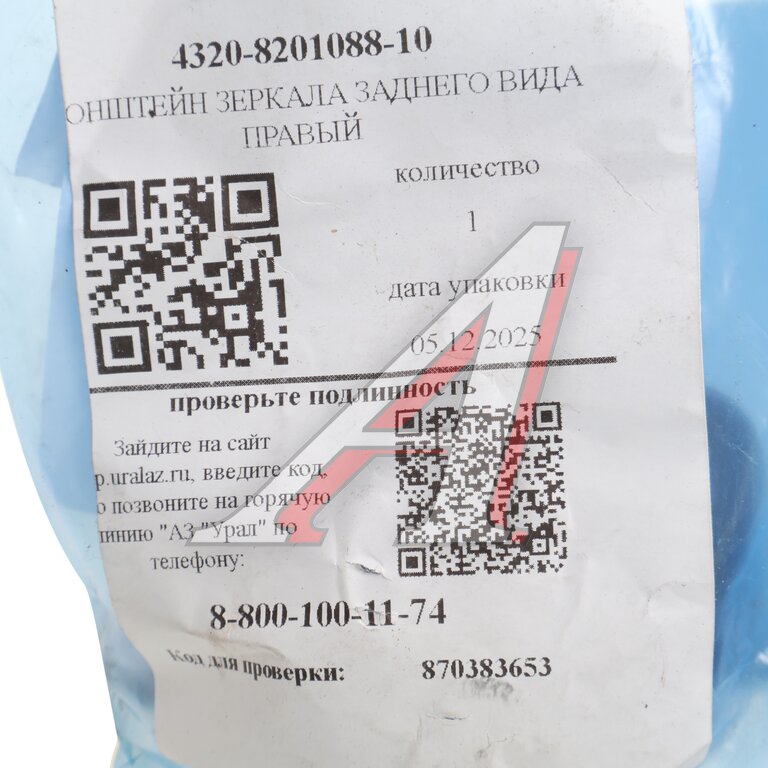 4320-8201088-10
ОНШТЕЙН ЗЕРКАЛА ЗАДНЕГО ВИДА
ПРАВЫЙ
количество
1
дата упаковки
05.12.2025
проверьте подлинность
Зайдите на сайт
p.uralaz.ru, введите код,
о позвоните на горячую
инию "АЗ "Урал" по
телефону:
8-800-100-11-74
Код для проверки: 870383653